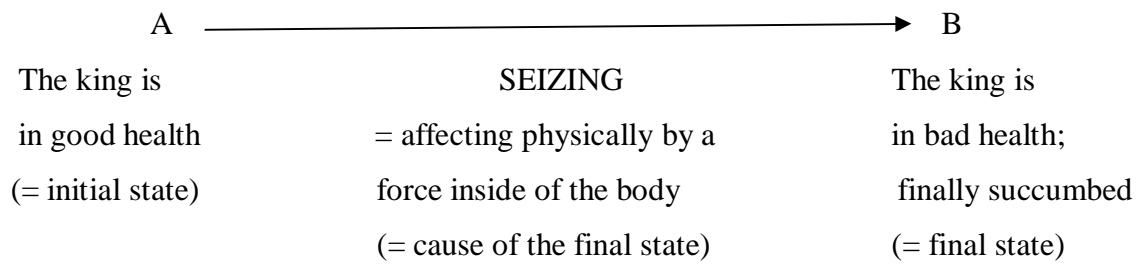 A B
The king is SEIZING The king is
in good health = affecting physically by a in bad health;
(= initial state) force inside of the body finally succumbed
(= cause of the final state) (= final state)